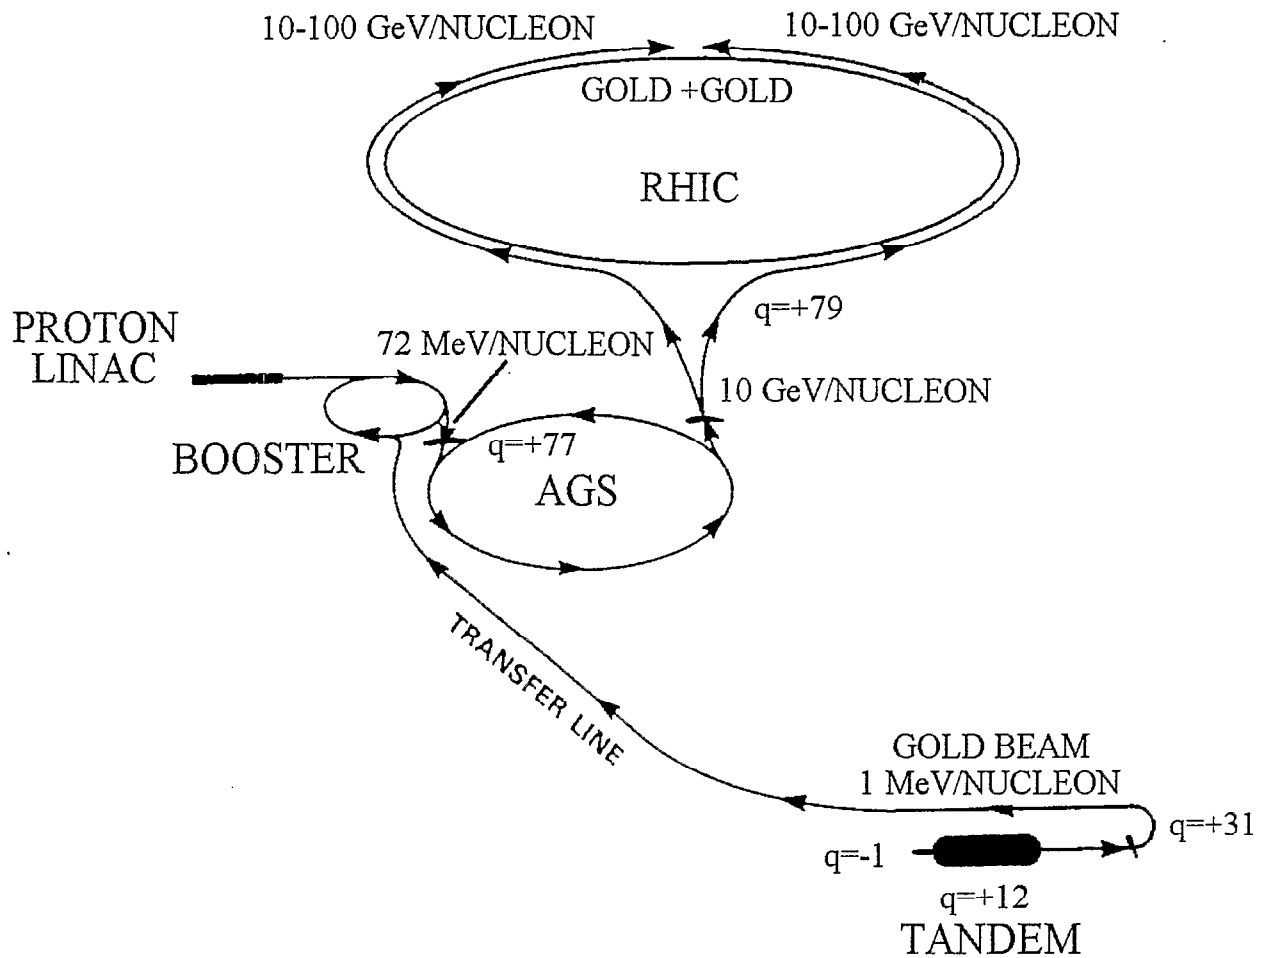 10-100 GeV/NUCLEON
10-100 GeV/NUCLEON
GOLD +GOLD
RHIC
q=+79
PROTON
LINAC
72 MeV/NUCLEON
10 GeV/NUCLEON
BOOSTER
q=+77
AGS
TRANSFER LINE
GOLD BEAM
1 MeV/NUCLEON
q=+31
q=-1
q=+12
TANDEM